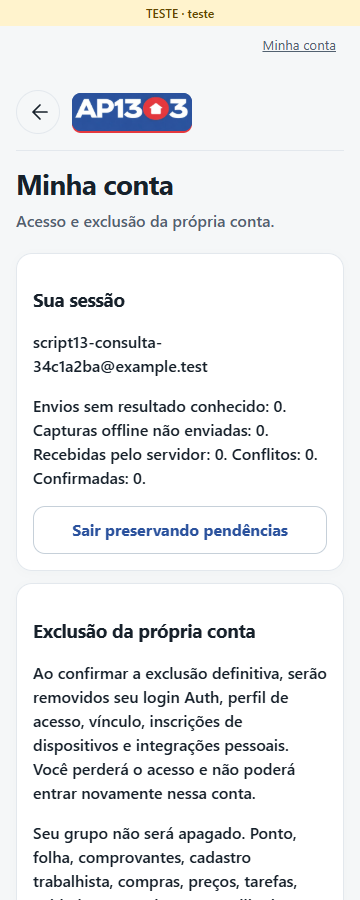 TESTE · teste
Minha conta
AP1303
Minha conta
Acesso e exclusão da própria conta.
Sua sessão
script13-consulta-
34c1a2ba@example.test
Envios sem resultado conhecido: 0.
Capturas offline não enviadas: 0.
Recebidas pelo servidor: 0. Conflitos: 0.
Confirmadas: 0.
Sair preservando pendências
Exclusão da própria conta
Ao confirmar a exclusão definitiva, serão
removidos seu login Auth, perfil de
acesso, vínculo, inscrições de
dispositivos e integrações pessoais.
Você perderá o acesso e não poderá
entrar novamente nessa conta.
Seu grupo não será apagado. Ponto,
folha, comprovantes, cadastro
trabalhista, compras, preços, tarefas,